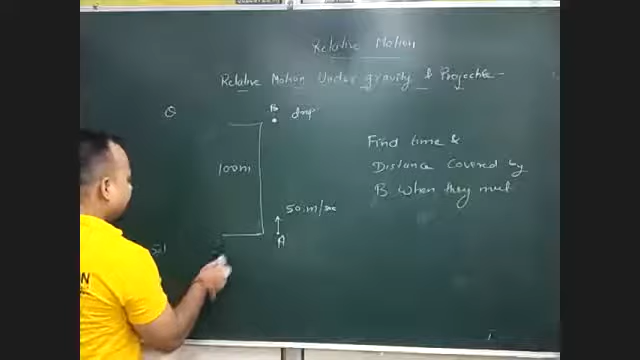 Relative Motion
Relative Motion Under gravity & Projectile -
Q
B drop
Find time &
Distance Covered by
B when they meet
100m
50 m/sec
A
Sol